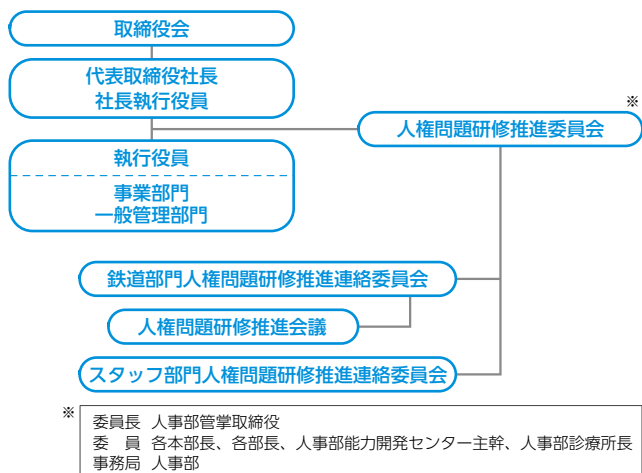 取締役会
代表取締役社長
社長執行役員
※
人権問題研修推進委員会
執行役員
事業部門
一般管理部門
鉄道部門人権問題研修推進連絡委員会
人権問題研修推進会議
スタッフ部門人権問題研修推進連絡委員会
※
委員長 人事部管掌取締役
委　員 各本部長、各部長、人事部能力開発センター主幹、人事部診療所長
事務局 人事部